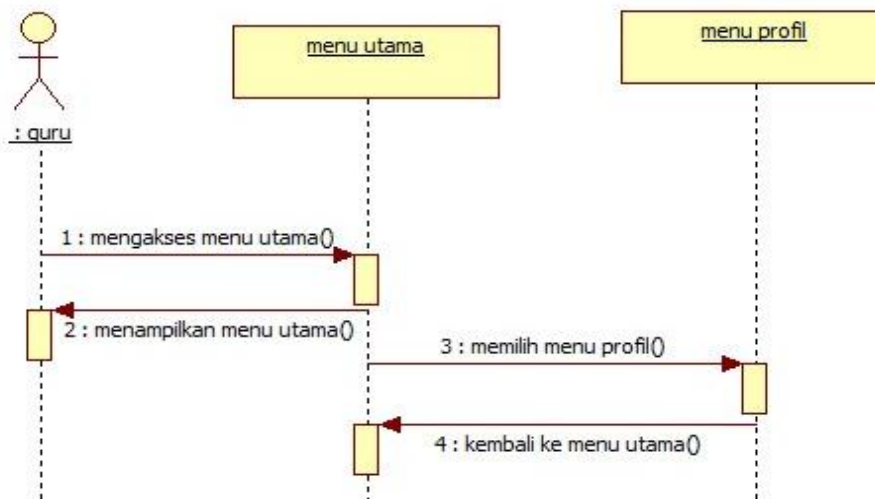 menu utama
menu profil
: guru
1 : mengakses menu utama()
2 : menampilkan menu utama()
3 : memilih menu profil()
4 : kembali ke menu utama()